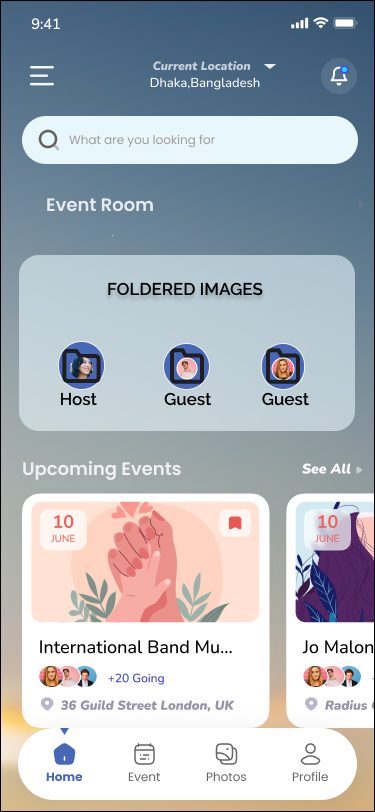 9:41
Current Location
Dhaka,Bangladesh
What are you looking for
Event Room
FOLDERED IMAGES
Host Guest Guest
Upcoming Events See All
10 10
JUNE JUNE
International Band Mu... Jo Malon
+20 Going
36 Guild Street London, UK Radius
Home Event Photos Profile